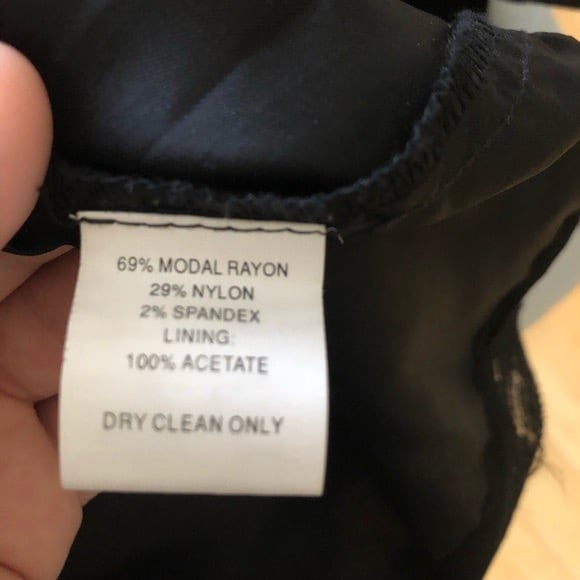 69% MODAL RAYON
29% NYLON
2% SPANDEX
LINING:
100% ACETATE
DRY CLEAN ONLY